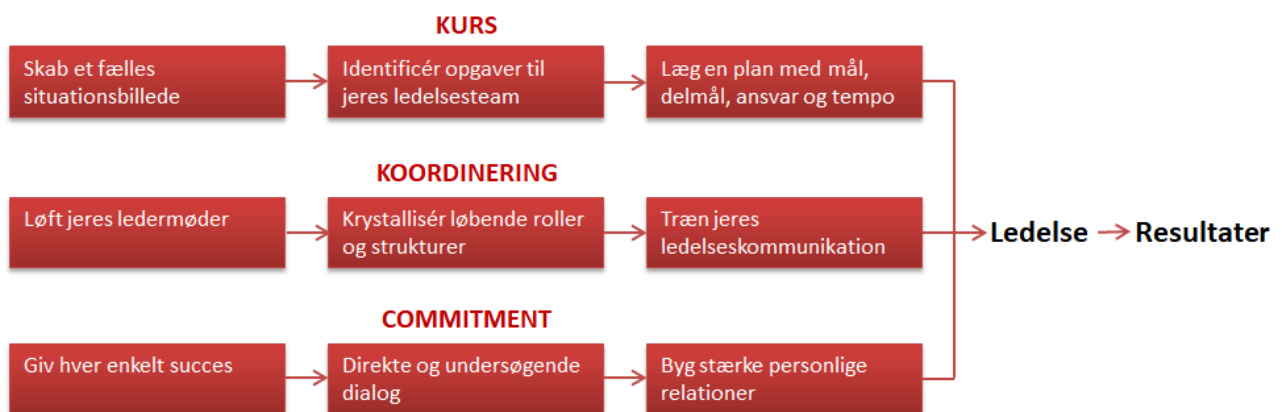 KURS
Skab et fælles
situationsbillede
Identificér opgaver til
jeres ledelsesteam
Læg en plan med mål,
delmål, ansvar og tempo
KOORDINERING
Løft jeres ledermøder
Krystallisér løbende roller
og strukturer
Træn jeres
ledelseskommunikation
Ledelse
Resultater
COMMITMENT
Giv hver enkelt succes
Direkte og undersøgende
dialog
Byg stærke personlige
relationer